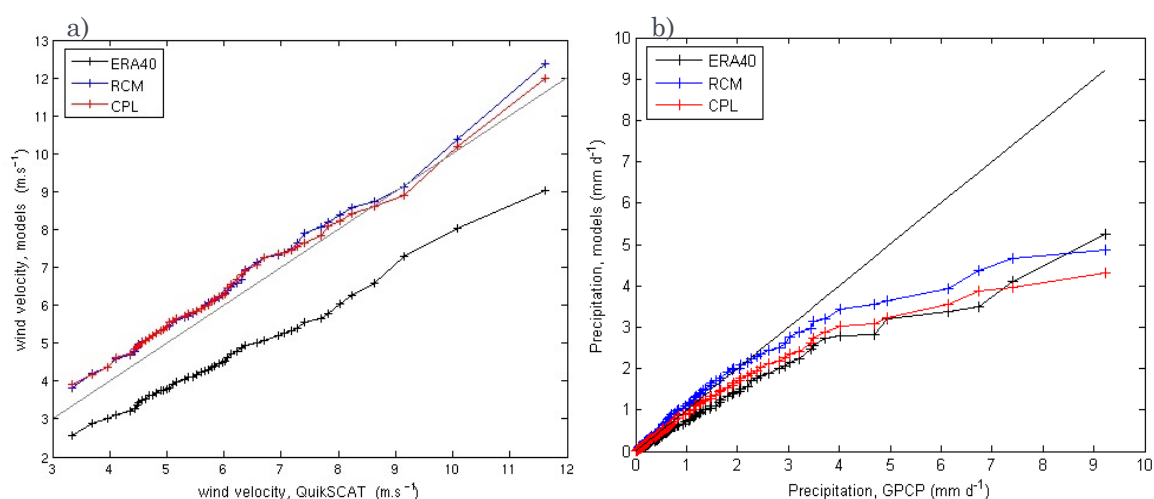 a)
13
12
11
10
9
8
7
6
5
4
3
2
ERA40
RCM
CPL
wind velocity, models (m.s⁻¹)
3 4 5 6 7 8 9 10 11 12
wind velocity, QuikSCAT (m.s⁻¹)
b)
10
9
8
7
6
5
4
3
2
1
0
ERA40
RCM
CPL
Precipitation, models (mm d⁻¹)
0 1 2 3 4 5 6 7 8 9 10
Precipitation, GPCP (mm d⁻¹)